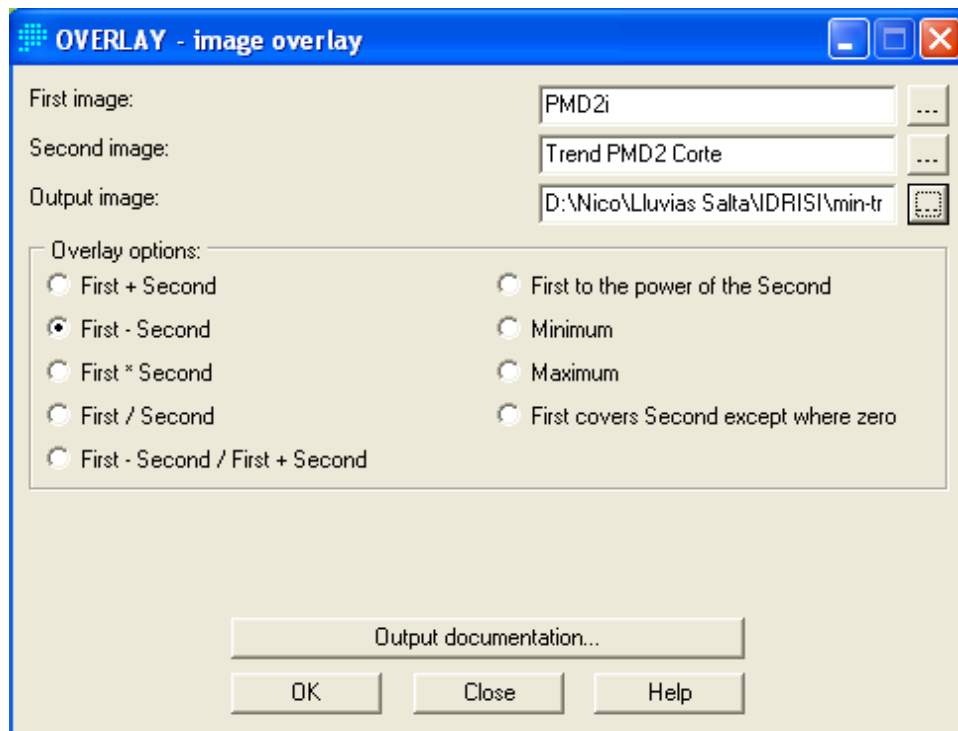 OVERLAY - image overlay
First image:
PMD2i
...
Second image:
Trend PMD2 Corte
...
Output image:
D:\Nico\Lluvias Salta\IDRISI\min-tr
...
Overlay options:
First + Second
First to the power of the Second
First - Second
Minimum
First * Second
Maximum
First / Second
First covers Second except where zero
First - Second / First + Second
Output documentation...
OK
Close
Help